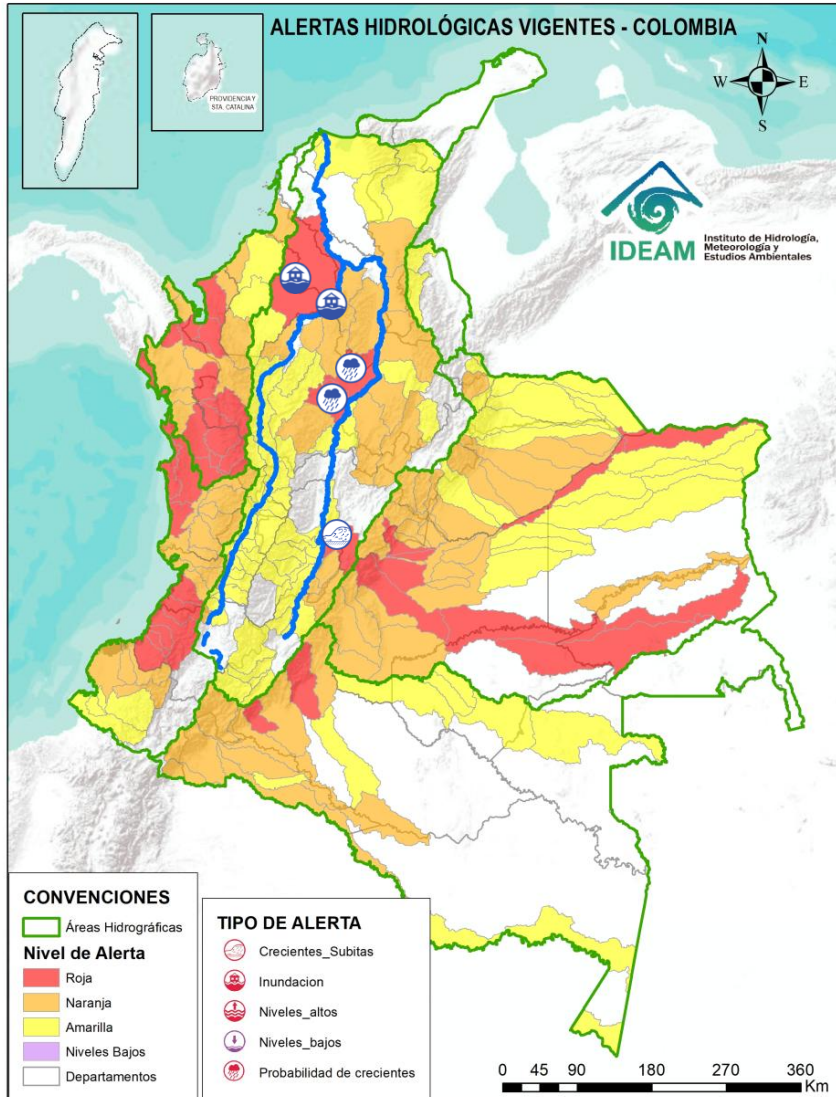 ALERTAS HIDROLÓGICAS VIGENTES - COLOMBIA
PROVIDENCIA Y
STA. CATALINA
N
W
E
S
IDEAM
Instituto de Hidrología,
Meteorología y
Estudios Ambientales
CONVENCIONES
Áreas Hidrográficas
Nivel de Alerta
Roja
Naranja
Amarilla
Niveles Bajos
Departamentos
TIPO DE ALERTA
Crecientes_Subitas
Inundacion
Niveles_altos
Niveles_bajos
Probabilidad de crecientes
0 45 90 180 270 360
Km